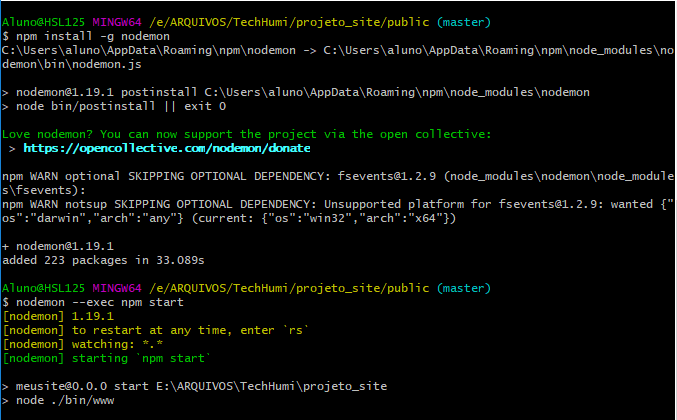 Aluno@HSL125 MINGW64 /e/ARQUIVOS/TechHumi/projeto_site/public (master)
$ npm install -g nodemon
C:\Users\aluno\AppData\Roaming\npm\nodemon -> C:\Users\aluno\AppData\Roaming\npm\node_modules\no
demon\bin\nodemon.js
> nodemon@1.19.1 postinstall C:\Users\aluno\AppData\Roaming\npm\node_modules\nodemon
> node bin/postinstall || exit 0
Love nodemon? You can now support the project via the open collective:
> https://opencollective.com/nodemon/donate
npm WARN optional SKIPPING OPTIONAL DEPENDENCY: fsevents@1.2.9 (node_modules\nodemon\node_module
s\fsevents):
npm WARN notsup SKIPPING OPTIONAL DEPENDENCY: Unsupported platform for fsevents@1.2.9: wanted {"
os":"darwin","arch":"any"} (current: {"os":"win32","arch":"x64"})
+ nodemon@1.19.1
added 223 packages in 33.089s
Aluno@HSL125 MINGW64 /e/ARQUIVOS/TechHumi/projeto_site/public (master)
$ nodemon --exec npm start
[nodemon] 1.19.1
[nodemon] to restart at any time, enter `rs`
[nodemon] watching: *.*
[nodemon] starting `npm start`
> meusite@0.0.0 start E:\ARQUIVOS\TechHumi\projeto_site
> node ./bin/www